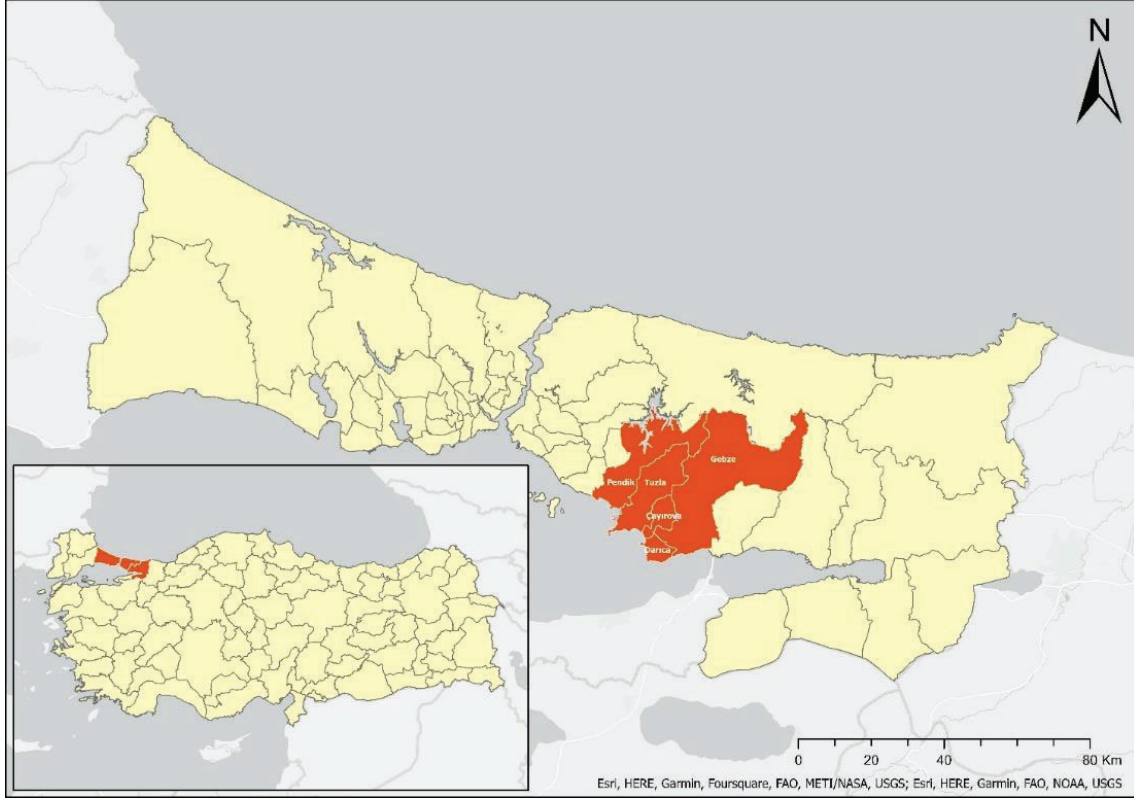 N
Gebze
Pendik
Tuzla
Çayırova
Darıca
0
20
40
80 Km
Esri, HERE, Garmin, Foursquare, FAO, METI/NASA, USGS; Esri, HERE, Garmin, FAO, NOAA, USGS